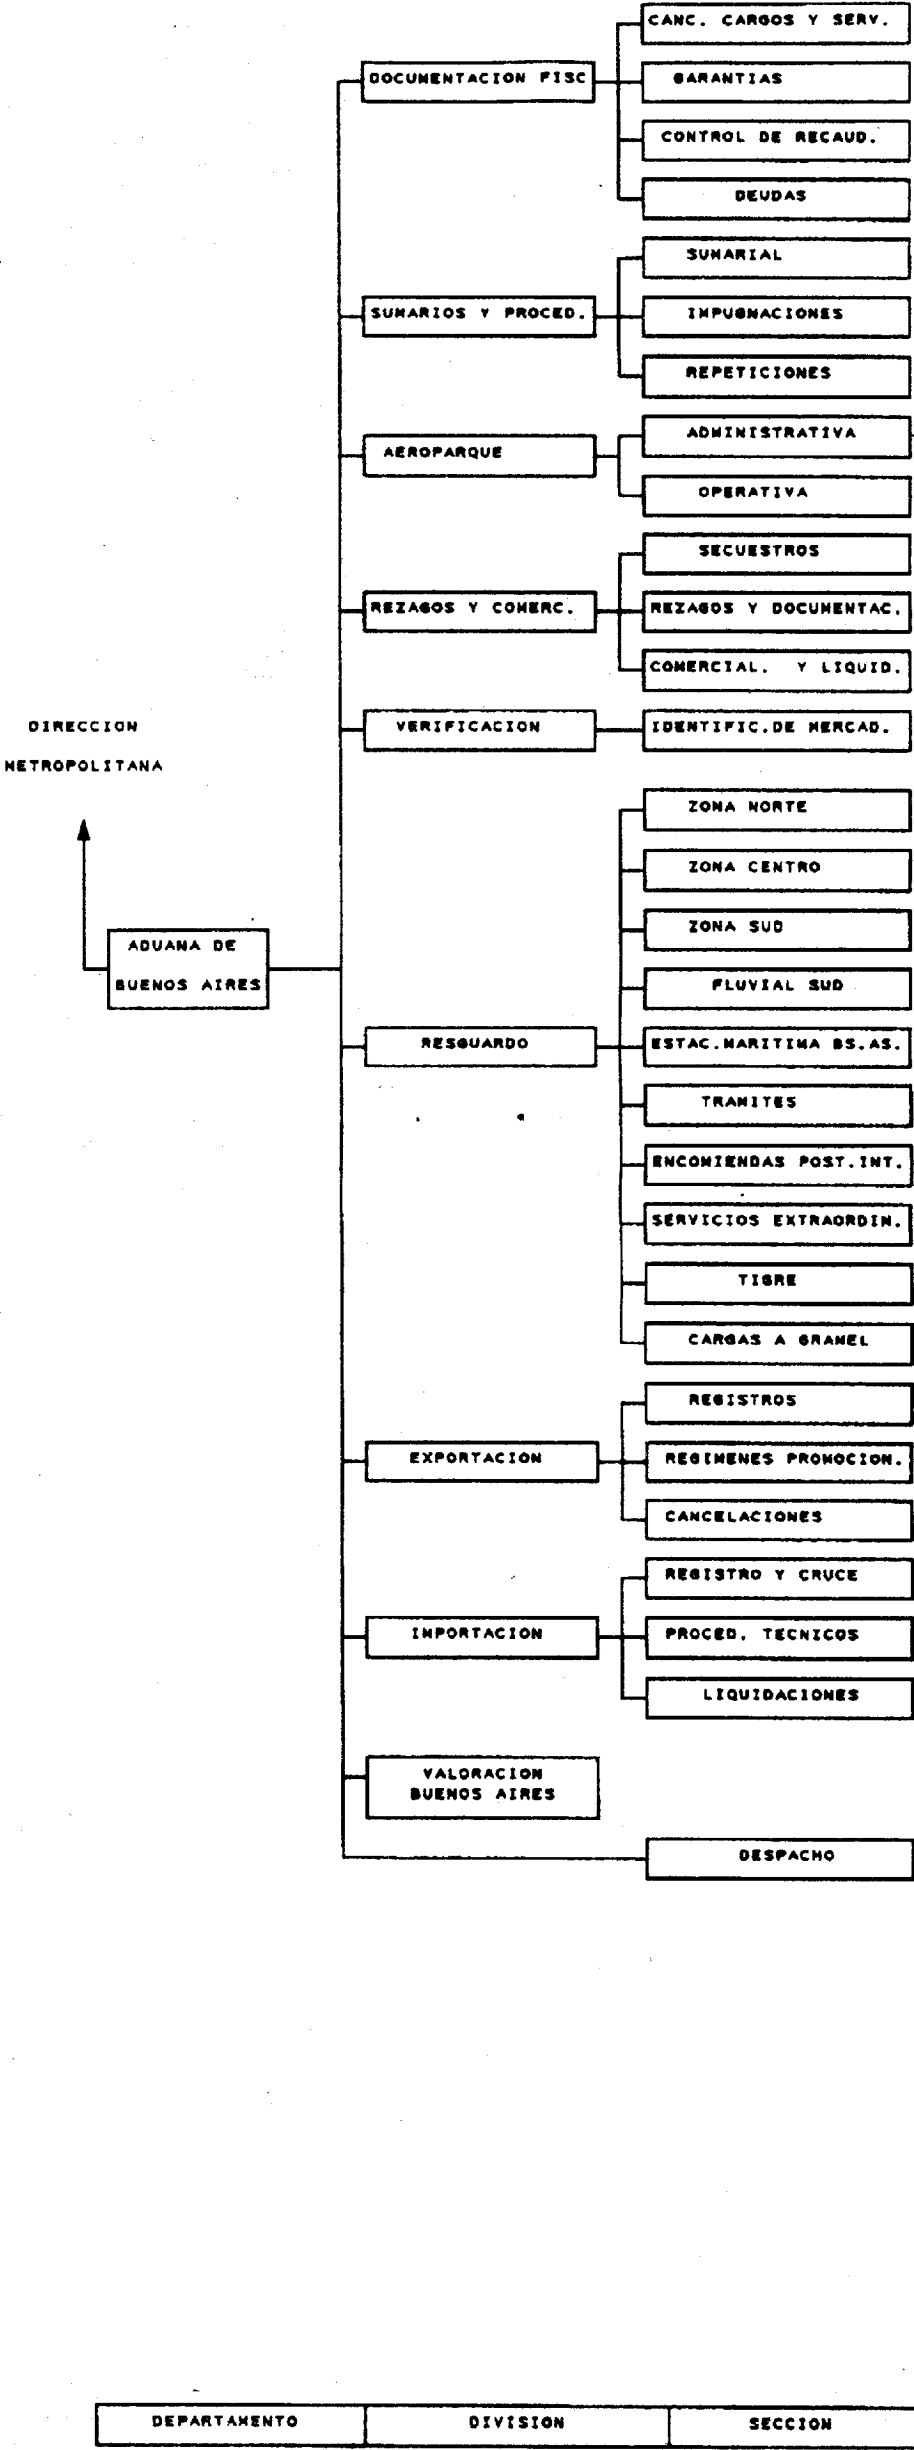 CANC. CARGOS Y SERV.
DOCUMENTACION FISC
GARANTIAS
CONTROL DE RECAUD.
DEUDAS
SUMARIAL
SUMARIOS Y PROCED.
IMPUGNACIONES
REPETICIONES
ADMINISTRATIVA
AEROPARQUE
OPERATIVA
SECUESTROS
REZAGOS Y COMERC.
REZAGOS Y DOCUMENTAC.
COMERCIAL. Y LIQUID.
VERIFICACION
IDENTIFIC.DE MERCAD.
DIRECCION
METROPOLITANA
ZONA NORTE
ZONA CENTRO
ZONA SUD
ADUANA DE
BUENOS AIRES
FLUVIAL SUD
RESGUARDO
ESTAC.MARITIMA BS.AS.
TRAMITES
ENCOMIENDAS POST.INT.
SERVICIOS EXTRAORDIN.
TIGRE
CARGAS A GRANEL
REGISTROS
EXPORTACION
REGIMENES PROMOCION.
CANCELACIONES
REGISTRO Y CRUCE
IMPORTACION
PROCED. TECNICOS
LIQUIDACIONES
VALORACION
BUENOS AIRES
DESPACHO
DEPARTAMENTO
DIVISION
SECCION